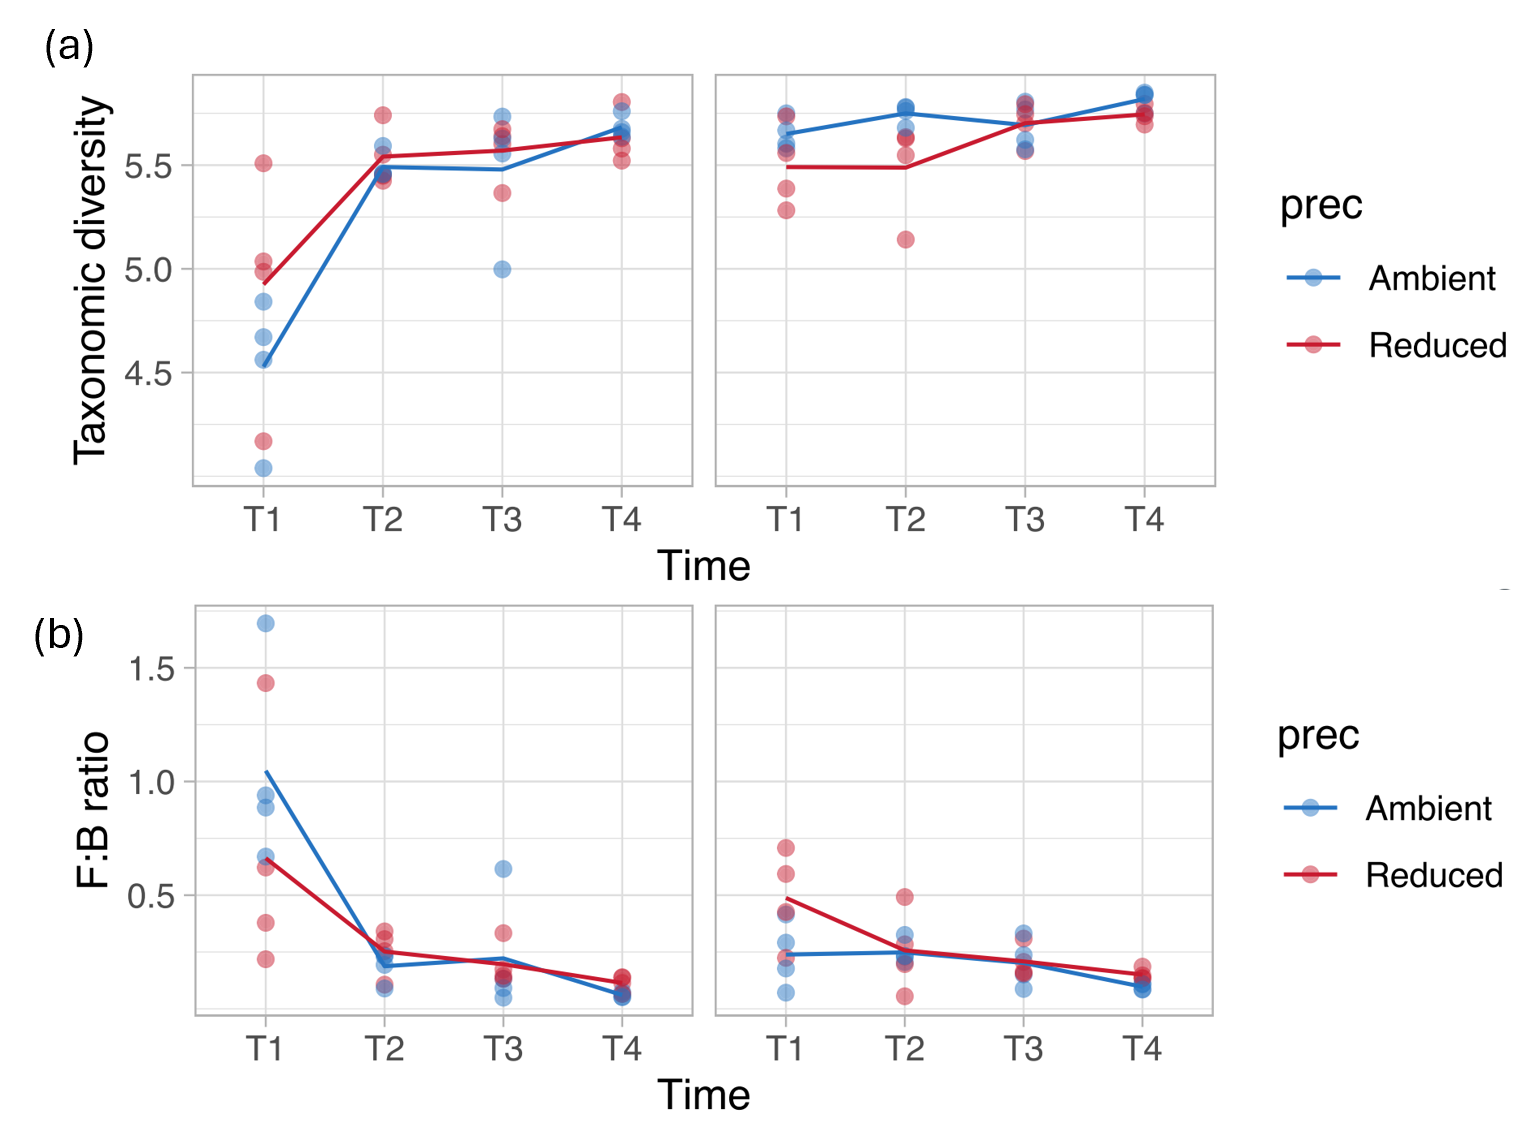 (a)
Taxonomic diversity
5.5
5.0
4.5
T1 T2 T3 T4
T1 T2 T3 T4
Time
prec
Ambient
Reduced
(b)
F:B ratio
1.5
1.0
0.5
T1 T2 T3 T4
T1 T2 T3 T4
Time
prec
Ambient
Reduced